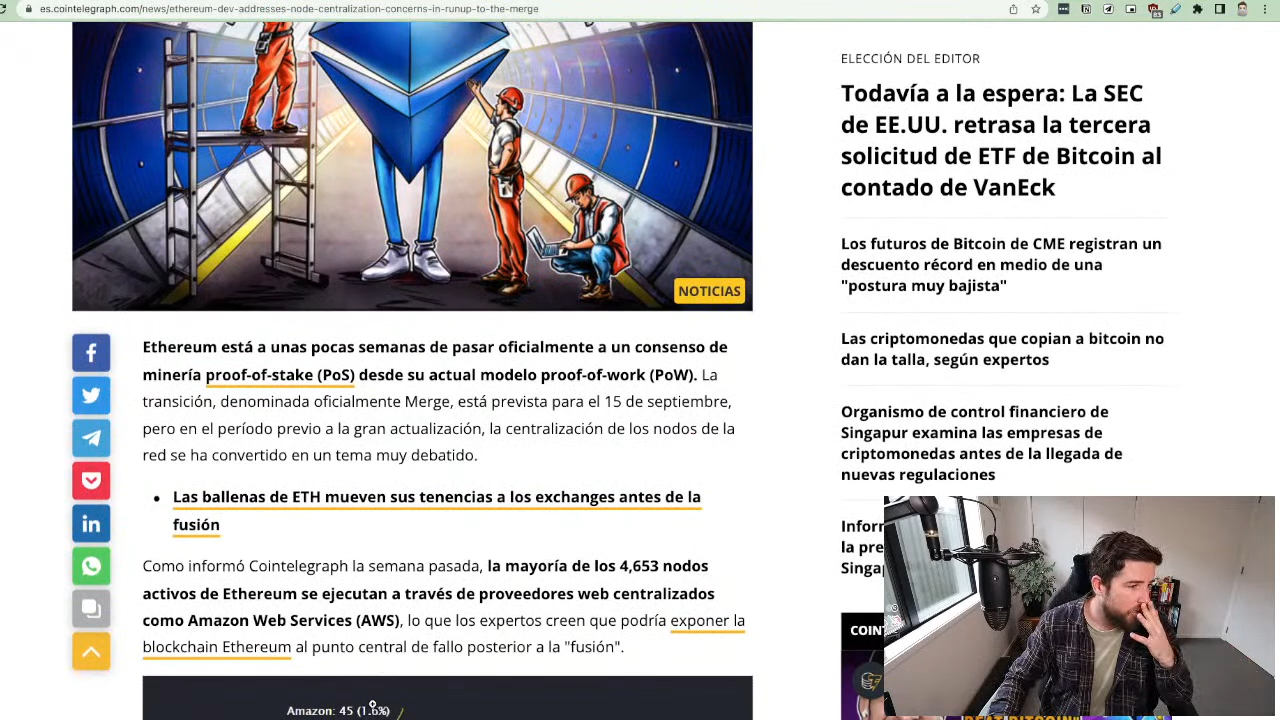 es.cointelegraph.com/news/ethereum-dev-addresses-node-centralization-concerns-in-runup-to-the-merge
NOTICIAS
Ethereum está a unas pocas semanas de pasar oficialmente a un consenso de
minería proof-of-stake (PoS) desde su actual modelo proof-of-work (PoW). La
transición, denominada oficialmente Merge, está prevista para el 15 de septiembre,
pero en el período previo a la gran actualización, la centralización de los nodos de la
red se ha convertido en un tema muy debatido.
Las ballenas de ETH mueven sus tenencias a los exchanges antes de la
fusión
Como informó Cointelegraph la semana pasada, la mayoría de los 4,653 nodos
activos de Ethereum se ejecutan a través de proveedores web centralizados
como Amazon Web Services (AWS), lo que los expertos creen que podría exponer la
blockchain Ethereum al punto central de fallo posterior a la "fusión".
Amazon: 45 (1.6%)
ELECCIÓN DEL EDITOR
Todavía a la espera: La SEC
de EE.UU. retrasa la tercera
solicitud de ETF de Bitcoin al
contado de VanEck
Los futuros de Bitcoin de CME registran un
descuento récord en medio de una
"postura muy bajista"
Las criptomonedas que copian a bitcoin no
dan la talla, según expertos
Organismo de control financiero de
Singapur examina las empresas de
criptomonedas antes de la llegada de
nuevas regulaciones
Infor
la pre
Singap
COIN